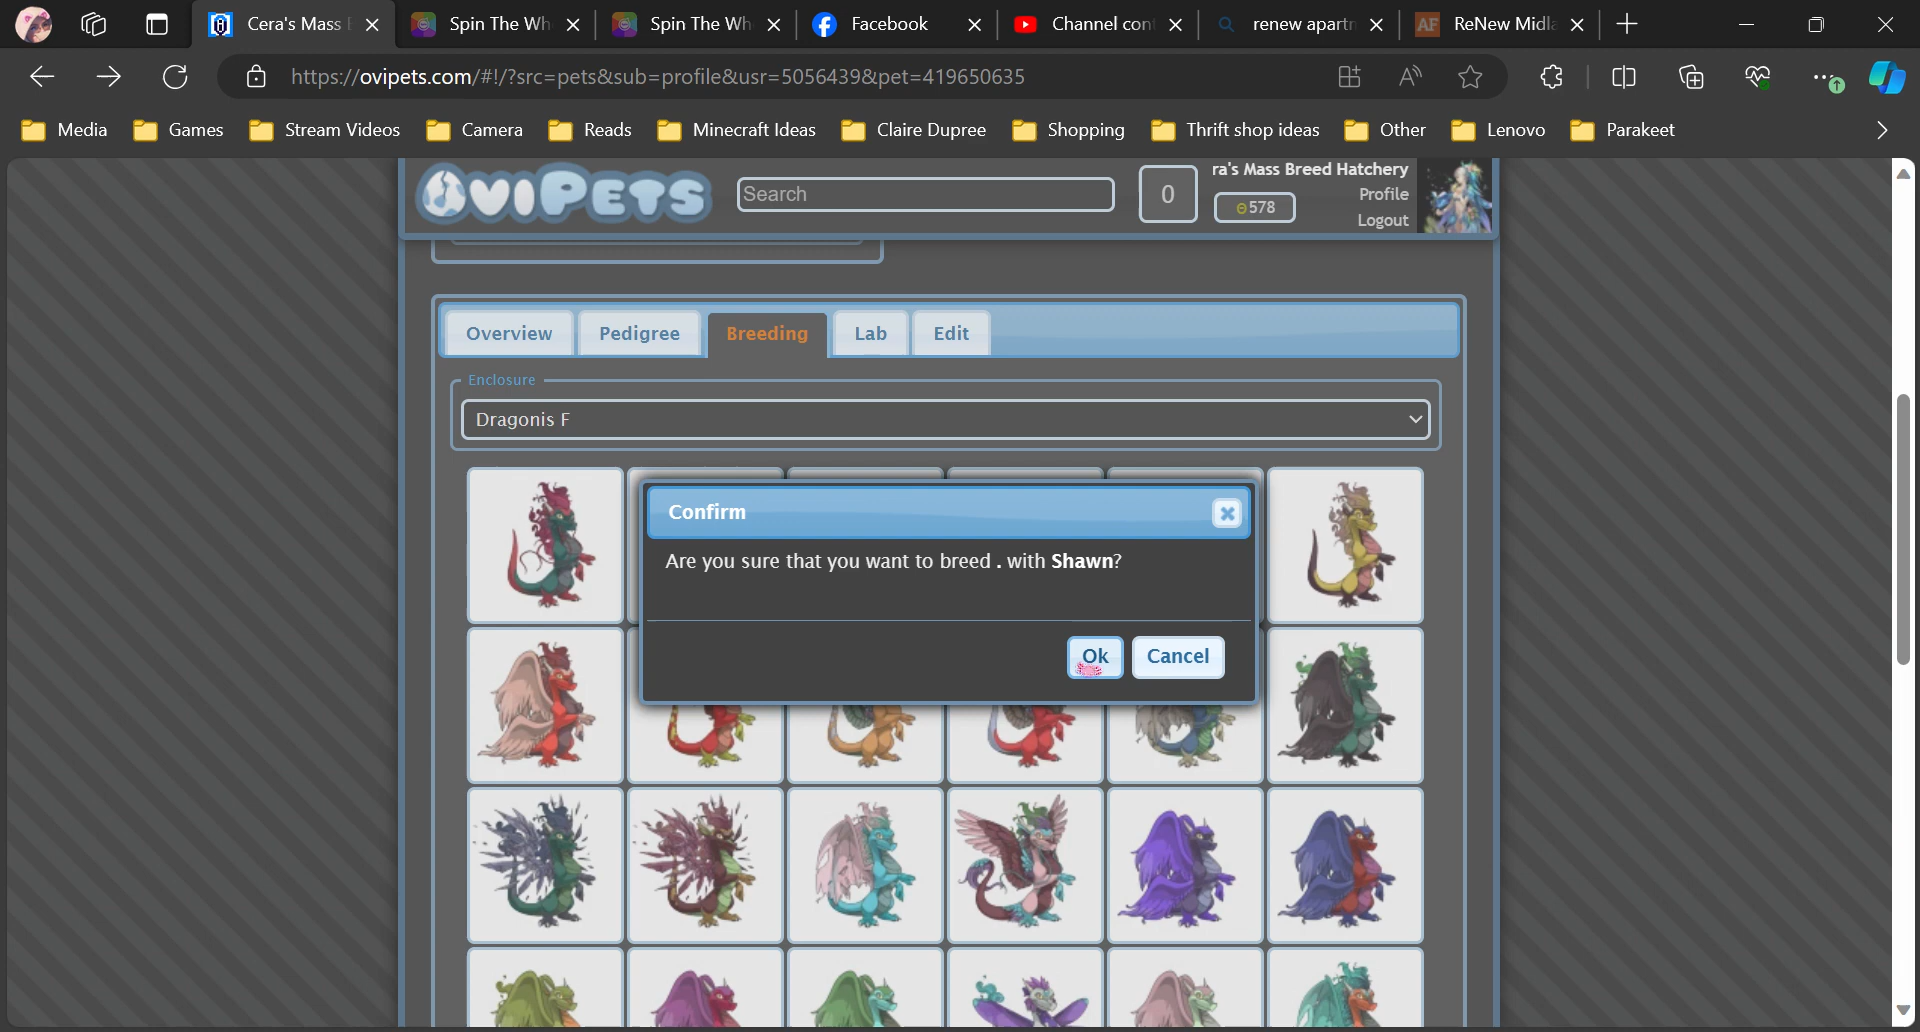 Cera's Mass
Spin The Wh
Spin The Wh
Facebook
Channel con
renew apartr
AF
ReNew Midla
https://ovipets.com/#!/?src=pets&sub=profile&usr=5056439&pet=419650635
Media
Games
Stream Videos
Camera
Reads
Minecraft Ideas
Claire Dupree
Shopping
Thrift shop ideas
Other
Lenovo
Parakeet
OviPets
Search
0
ra's Mass Breed Hatchery
578
Profile
Logout
Overview
Pedigree
Breeding
Lab
Edit
Enclosure
Dragonis F
Confirm
Are you sure that you want to breed . with Shawn?
Ok
Cancel